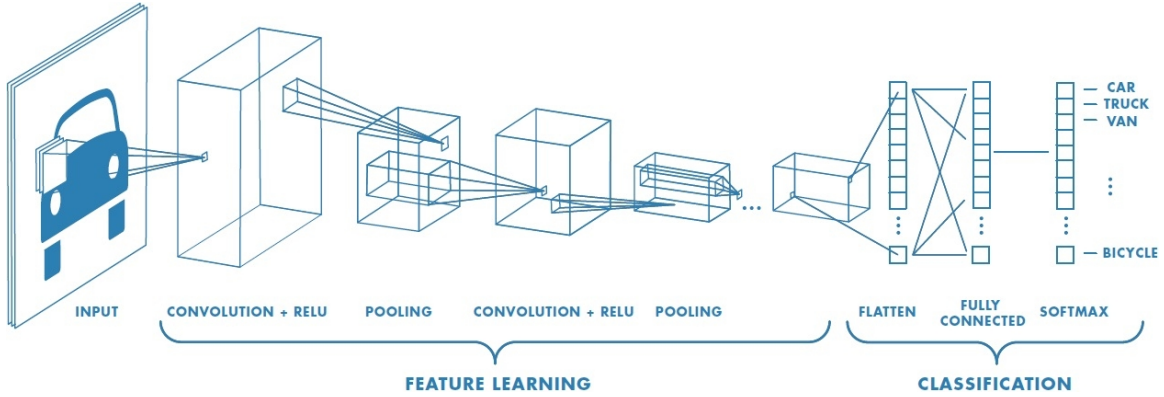 CAR
TRUCK
VAN
BICYCLE
INPUT
CONVOLUTION + RELU
POOLING
CONVOLUTION + RELU
POOLING
FLATTEN
FULLY
CONNECTED
SOFTMAX
FEATURE LEARNING
CLASSIFICATION